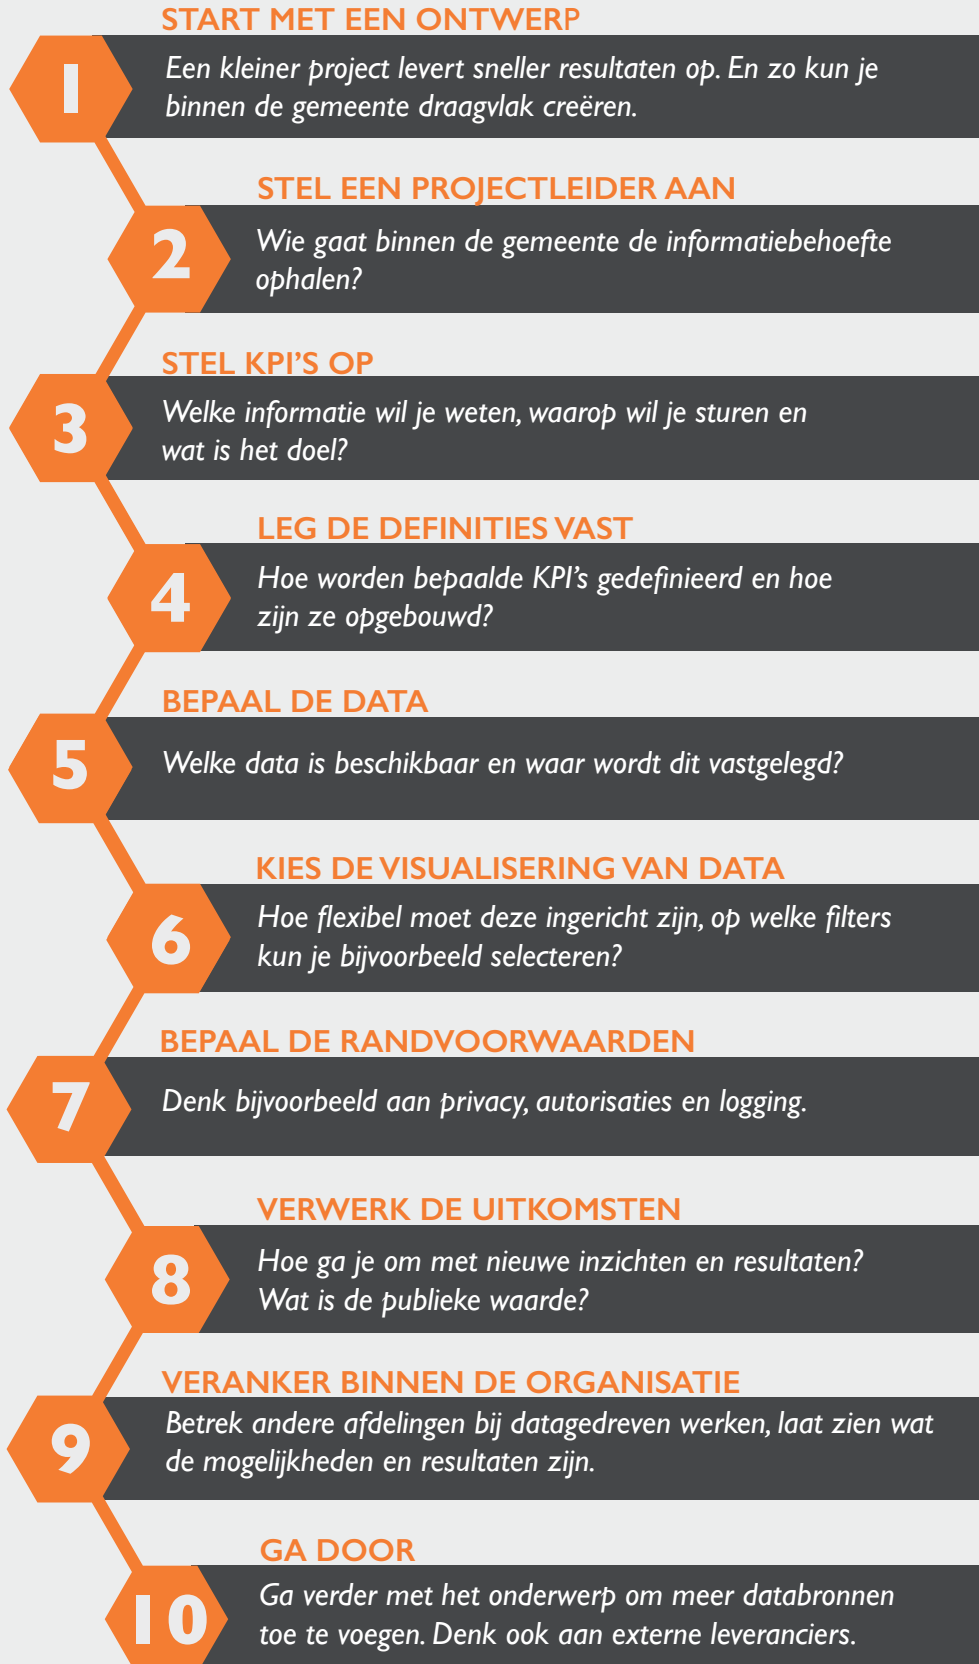 START MET EEN ONTWERP
1
Een kleiner project levert sneller resultaten op. En zo kun je
binnen de gemeente draagvlak creëren.
STEL EEN PROJECTLEIDER AAN
2
Wie gaat binnen de gemeente de informatiebehoefte
ophalen?
STEL KPI’S OP
3
Welke informatie wil je weten, waarop wil je sturen en
wat is het doel?
LEG DE DEFINITIES VAST
4
Hoe worden bepaalde KPI’s gedefinieerd en hoe
zijn ze opgebouwd?
BEPAAL DE DATA
5
Welke data is beschikbaar en waar wordt dit vastgelegd?
KIES DE VISUALISERING VAN DATA
6
Hoe flexibel moet deze ingericht zijn, op welke filters
kun je bijvoorbeeld selecteren?
BEPAAL DE RANDVOORWAARDEN
7
Denk bijvoorbeeld aan privacy, autorisaties en logging.
VERWERK DE UITKOMSTEN
8
Hoe ga je om met nieuwe inzichten en resultaten?
Wat is de publieke waarde?
VERANKER BINNEN DE ORGANISATIE
9
Betrek andere afdelingen bij datagedreven werken, laat zien wat
de mogelijkheden en resultaten zijn.
GA DOOR
10
Ga verder met het onderwerp om meer databronnen
toe te voegen. Denk ook aan externe leveranciers.